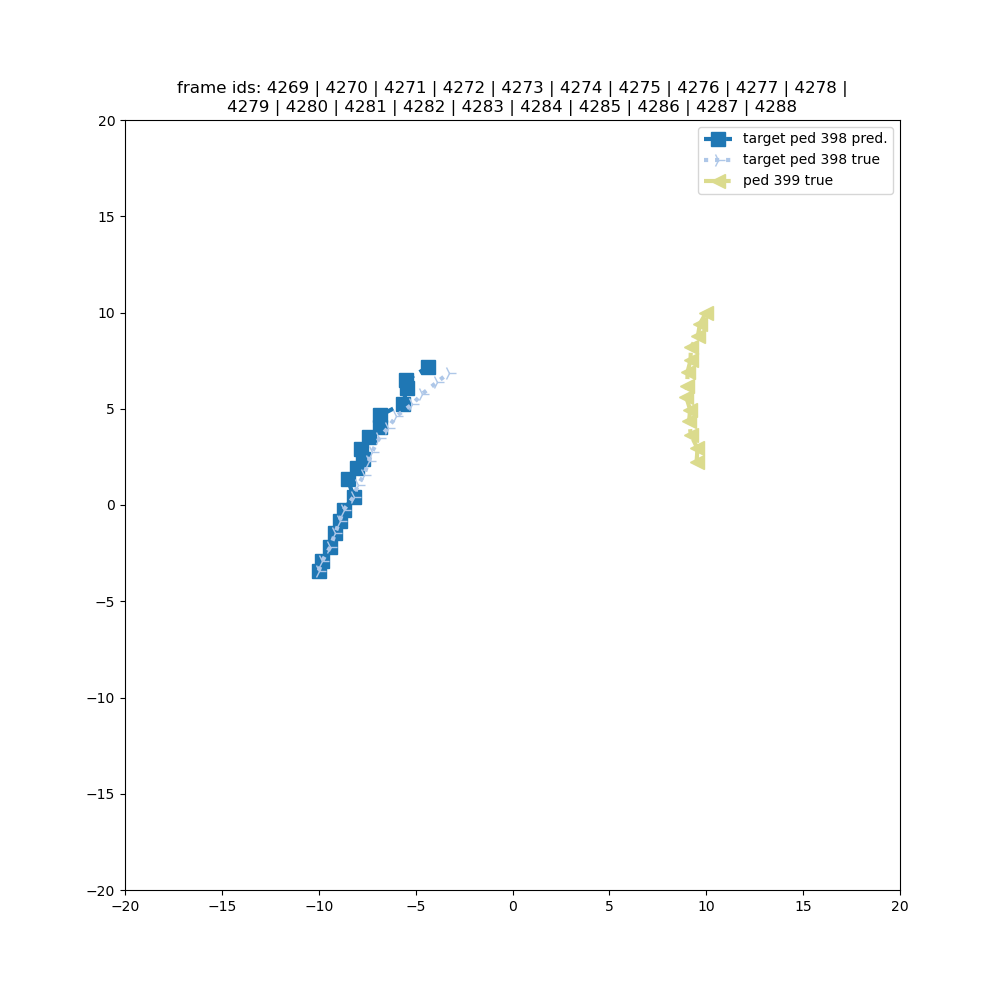 frame ids: 4269 | 4270 | 4271 | 4272 | 4273 | 4274 | 4275 | 4276 | 4277 | 4278 |
4279 | 4280 | 4281 | 4282 | 4283 | 4284 | 4285 | 4286 | 4287 | 4288
target ped 398 pred.
target ped 398 true
ped 399 true
20
15
10
5
0
−5
−10
−15
−20
−20 −15 −10 −5 0 5 10 15 20